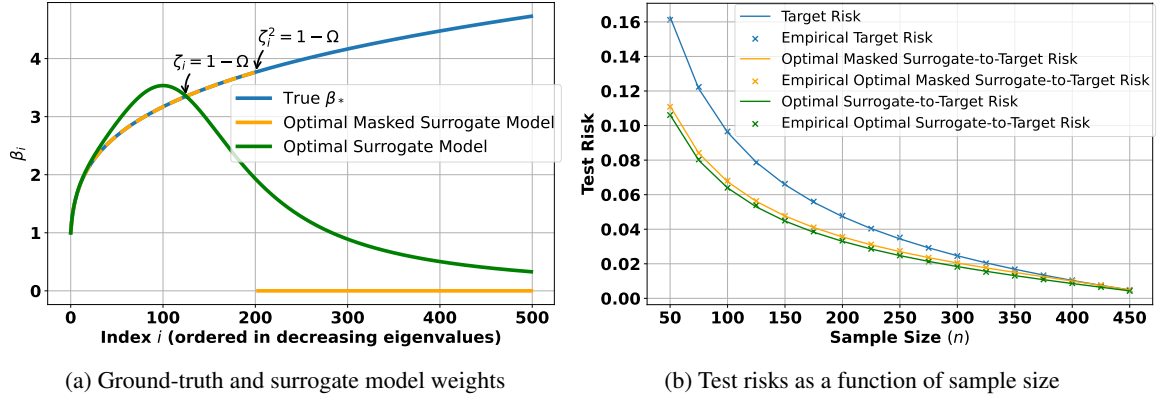 4
3
2
1
0
β_i
ζ_i = 1 − Ω
ζ_i^2 = 1 − Ω
True β_*
Optimal Masked Surrogate Model
Optimal Surrogate Model
0 100 200 300 400 500
Index i (ordered in decreasing eigenvalues)
(a) Ground-truth and surrogate model weights
0.16
0.14
0.12
0.10
0.08
0.06
0.04
0.02
0.00
Test Risk
Target Risk
Empirical Target Risk
Optimal Masked Surrogate-to-Target Risk
Empirical Optimal Masked Surrogate-to-Target Risk
Optimal Surrogate-to-Target Risk
Empirical Optimal Surrogate-to-Target Risk
50 100 150 200 250 300 350 400 450
Sample Size (n)
(b) Test risks as a function of sample size